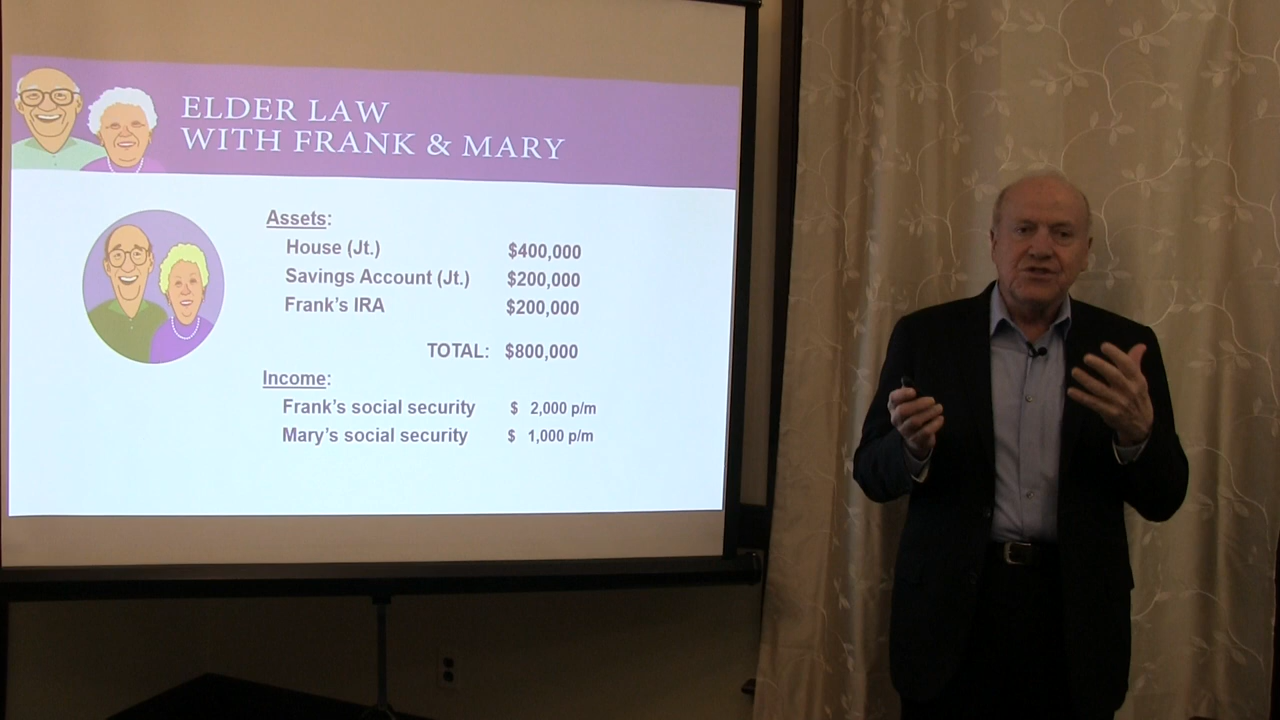 ELDER LAW
WITH FRANK & MARY
Assets:
House (Jt.) $400,000
Savings Account (Jt.) $200,000
Frank's IRA $200,000
TOTAL: $800,000
Income:
Frank's social security $ 2,000 p/m
Mary's social security $ 1,000 p/m